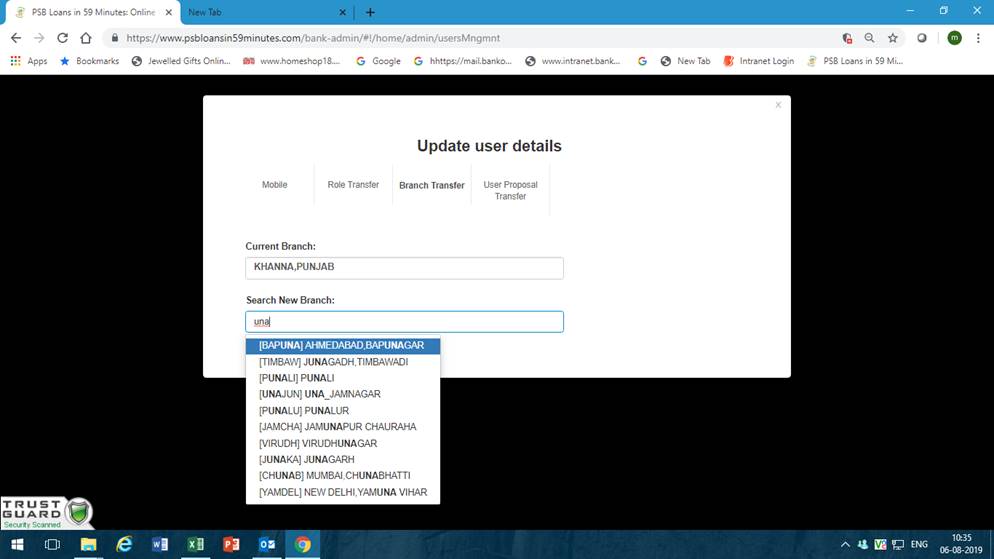 PSB Loans in 59 Minutes: Online
New Tab
https://www.psbloansin59minutes.com/bank-admin/#!/home/admin/usersMngmnt
m
Apps
Bookmarks
Jewelled Gifts Onlin...
www.homeshop18....
Google
hhttps://mail.banko...
www.intranet.bank...
New Tab
Intranet Login
PSB Loans in 59 Mi...
x
Update user details
Mobile
Role Transfer
Branch Transfer
User Proposal
Transfer
Current Branch:
KHANNA,PUNJAB
Search New Branch:
una
[BAPUNA] AHMEDABAD,BAPUNAGAR
[TIMBAW] JUNAGADH,TIMBAWADI
[PUNALI] PUNALI
[UNAJUN] UNA_JAMNAGAR
[PUNALU] PUNALUR
[JAMCHA] JAMUNAPUR CHAURAHA
[VIRUDH] VIRUDHUNAGAR
[JUNAKA] JUNAGARH
[CHUNAB] MUMBAI,CHUNABHATTI
[YAMDEL] NEW DELHI,YAMUNA VIHAR
TRUST
GUARD
Security Scanned
ENG
10:35
06-08-2019